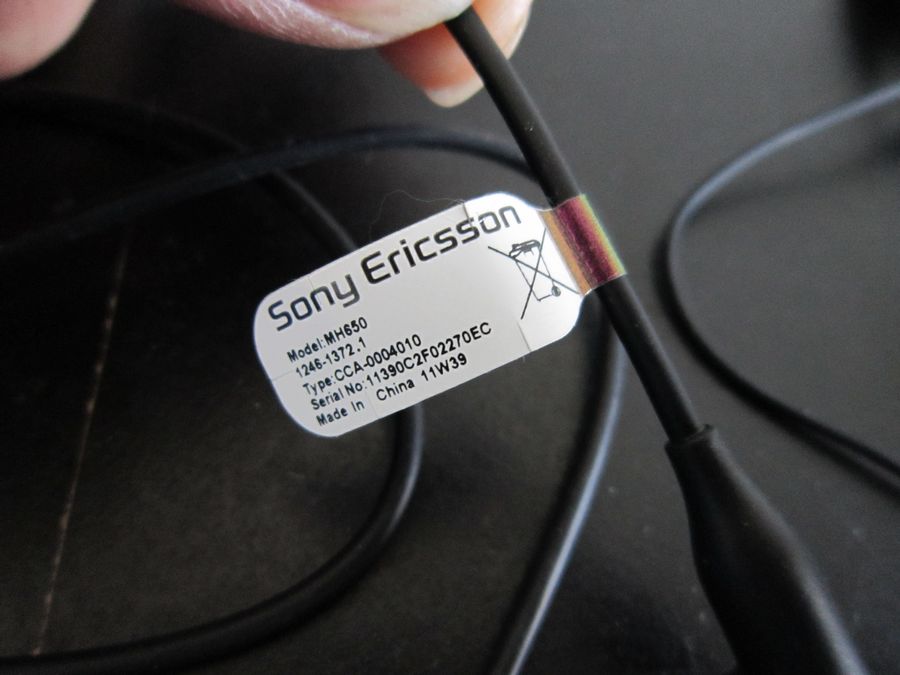 Sony Ericsson
Model:MH650
1246-1372.1
Type:CCA-0004010
Serial No:11390C2F02270EC
Made In China 11W39